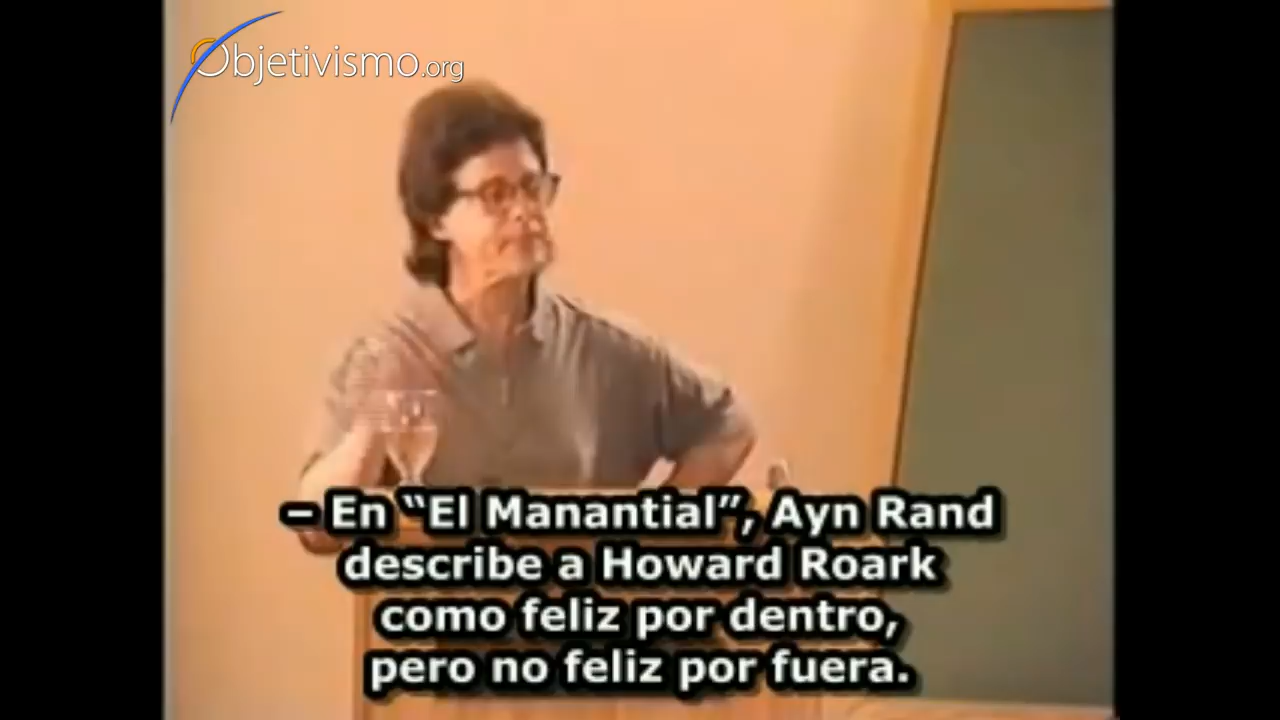 Objetivismo.org
– En “El Manantial”, Ayn Rand
describe a Howard Roark
como feliz por dentro,
pero no feliz por fuera.